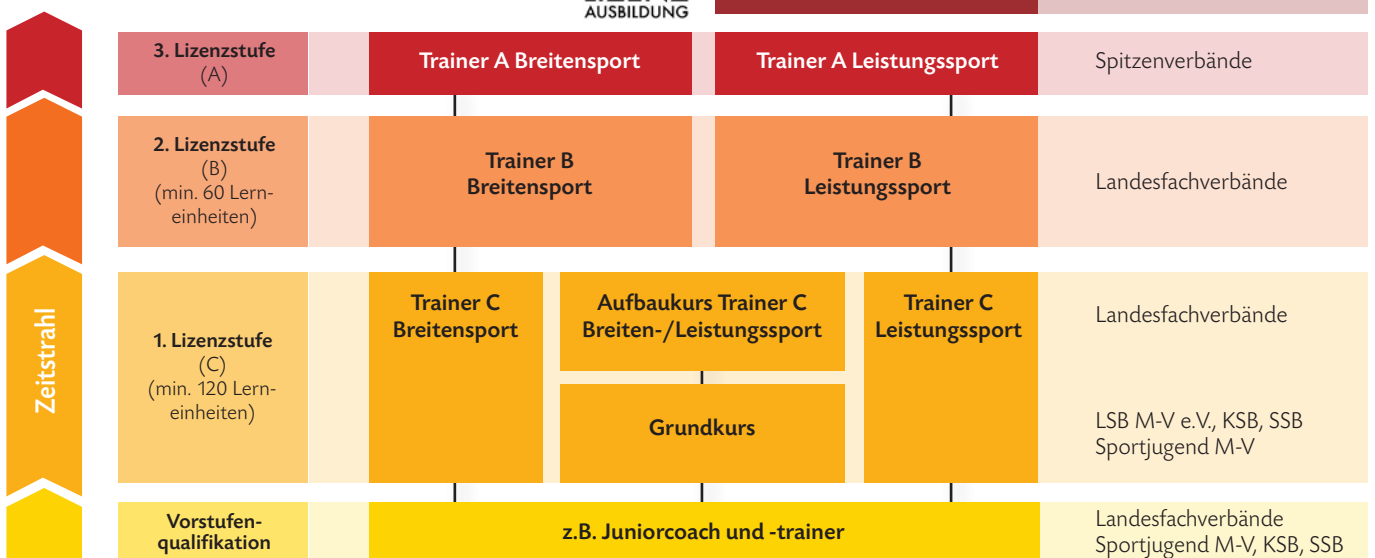 AUSBILDUNG
3. Lizenzstufe
(A)
Trainer A Breitensport
Trainer A Leistungssport
Spitzenverbände
2. Lizenzstufe
(B)
(min. 60 Lern-
einheiten)
Trainer B
Breitensport
Trainer B
Leistungssport
Landesfachverbände
Zeitstrahl
1. Lizenzstufe
(C)
(min. 120 Lern-
einheiten)
Trainer C
Breitensport
Aufbaukurs Trainer C
Breiten-/Leistungssport
Trainer C
Leistungssport
Landesfachverbände
Grundkurs
LSB M-V e.V., KSB, SSB
Sportjugend M-V
Vorstufen-
qualifikation
z.B. Juniorcoach und -trainer
Landesfachverbände
Sportjugend M-V, KSB, SSB